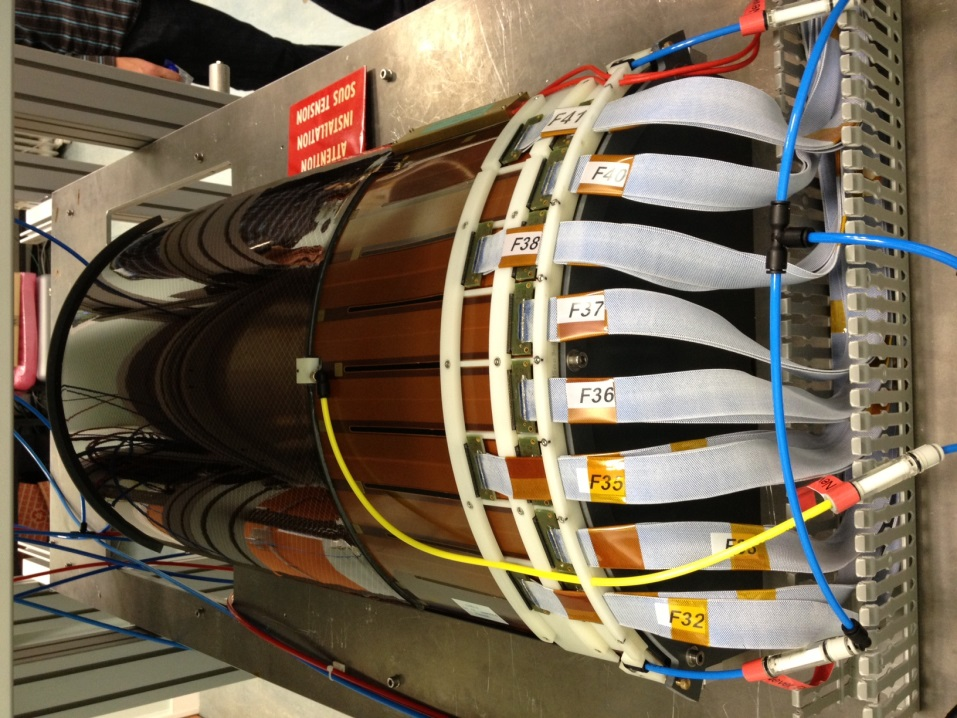 ATTENTION
INSTALLATION
SOUS TENSION
F41
F40
F38
F37
F36
F35
F32